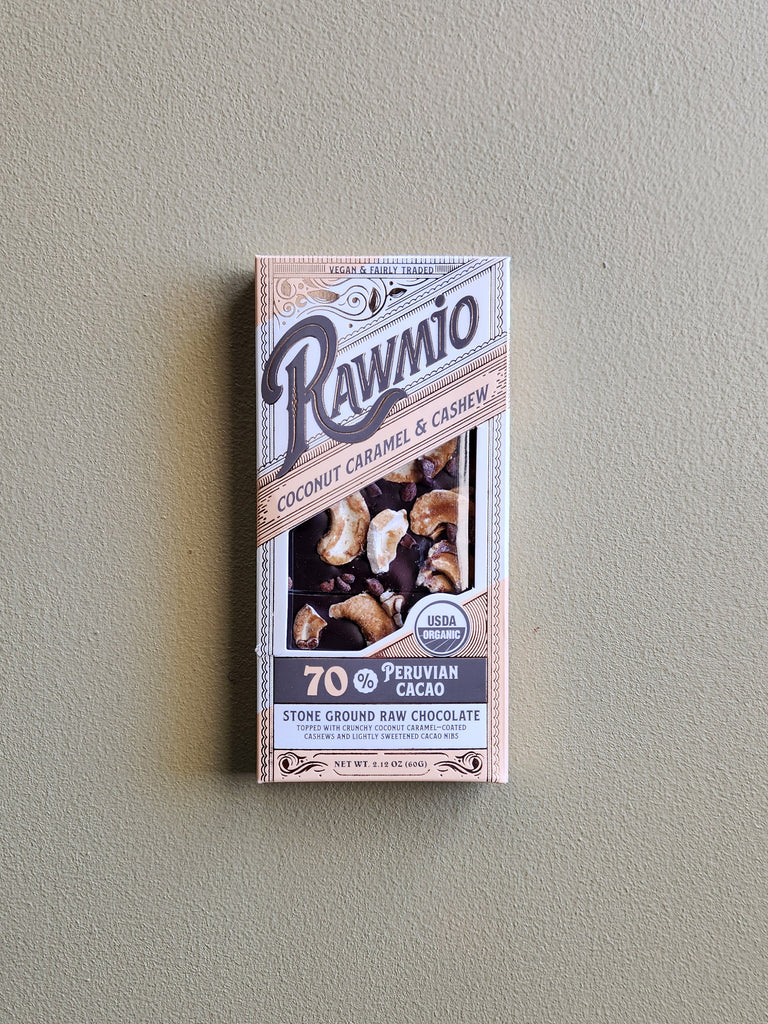 VEGAN & FAIRLY TRADED
RAWMIO
COCONUT CARAMEL & CASHEW
USDA
ORGANIC
70% PERUVIAN
CACAO
STONE GROUND RAW CHOCOLATE
TOPPED WITH CRUNCHY COCONUT CARAMEL-COATED
CASHEWS AND LIGHTLY SWEETENED CACAO NIBS
NET WT. 2.12 OZ (60G)